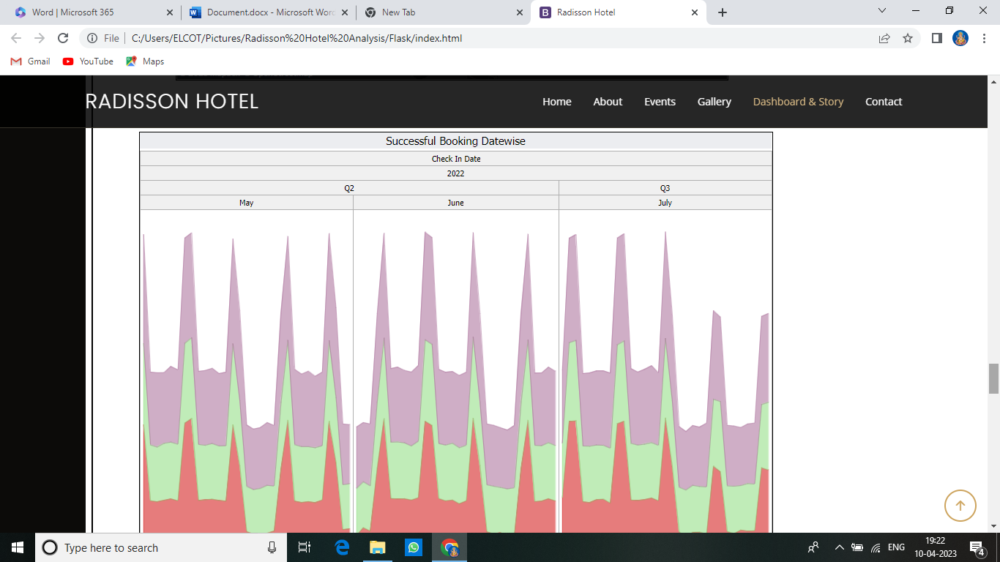 Word | Microsoft 365
Document.docx - Microsoft Word
New Tab
Radisson Hotel
File C:/Users/ELCOT/Pictures/Radisson%20Hotel%20Analysis/Flask/index.html
Gmail YouTube Maps
RADISSON HOTEL
Home About Events Gallery Dashboard & Story Contact
Successful Booking Datewise
Check In Date
2022
Q2 Q3
May June July
Type here to search
ENG
19:22
10-04-2023
4